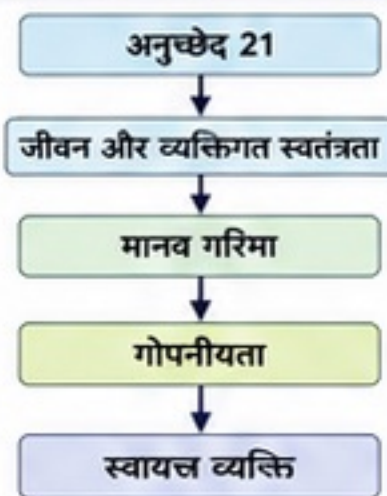 अनुच्छेद 21
जीवन और व्यक्तिगत स्वतंत्रता
मानव गरिमा
गोपनीयता
स्वायत्त व्यक्ति